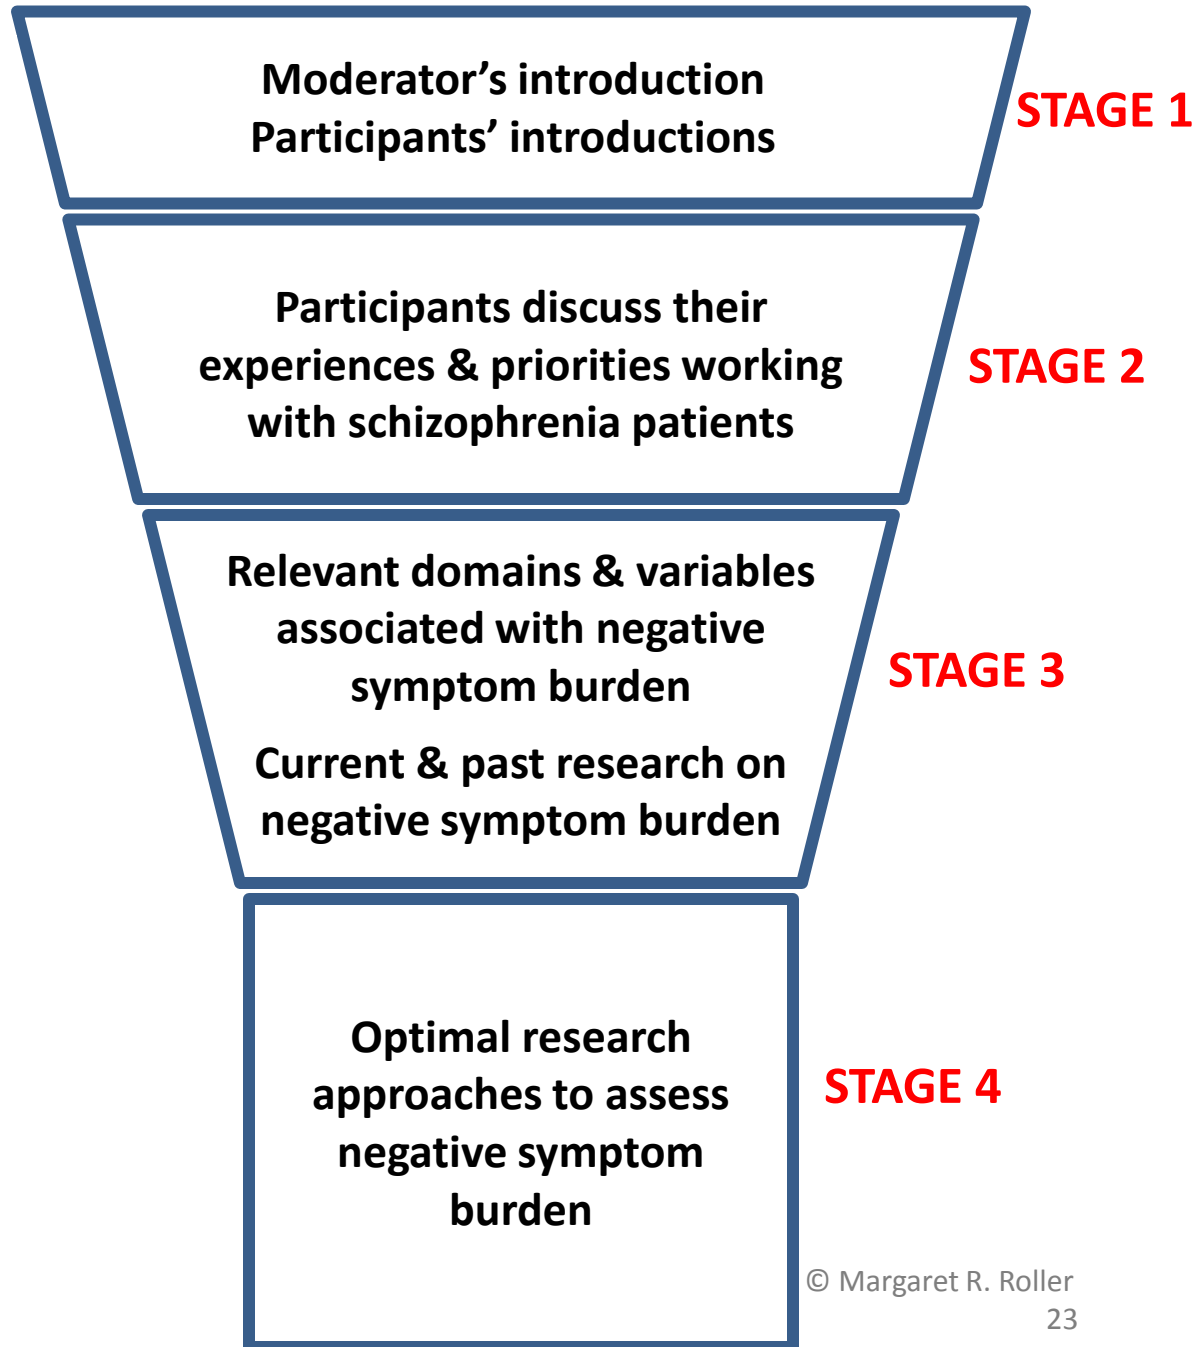 Moderator’s introduction
Participants’ introductions
STAGE 1
Participants discuss their
experiences & priorities working
with schizophrenia patients
STAGE 2
Relevant domains & variables
associated with negative
symptom burden
Current & past research on
negative symptom burden
STAGE 3
Optimal research
approaches to assess
negative symptom
burden
STAGE 4
© Margaret R. Roller
23